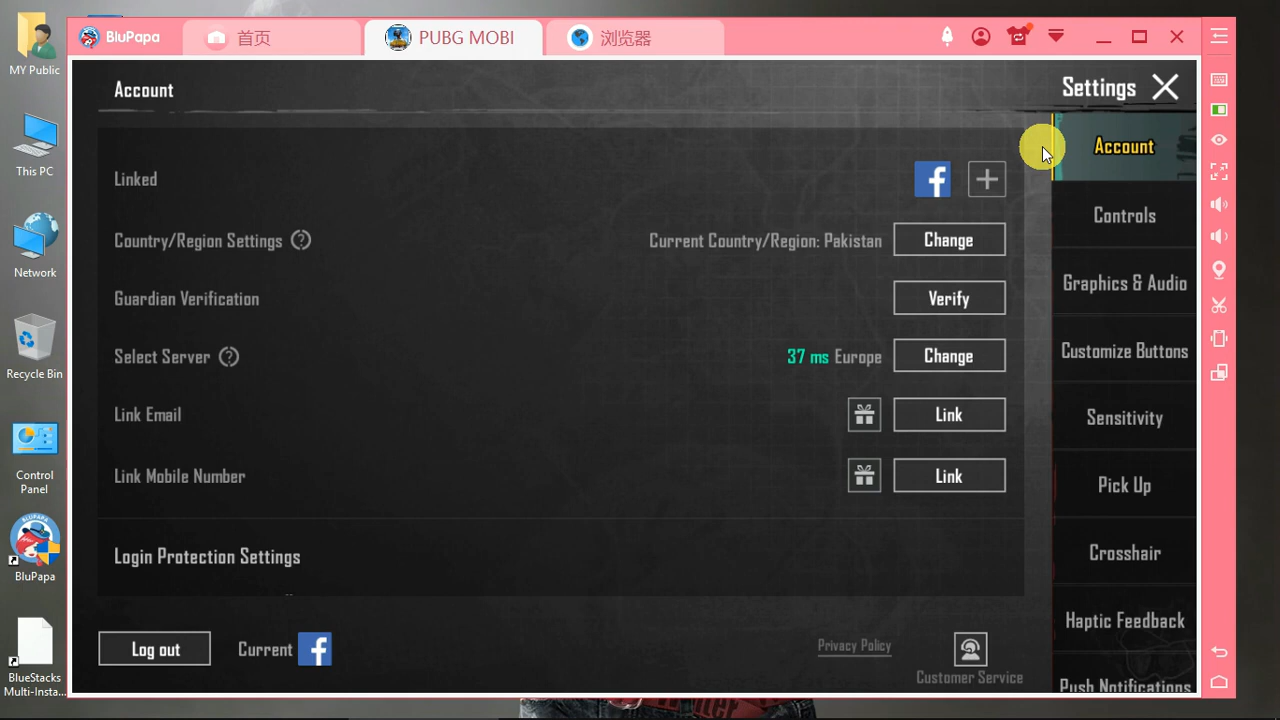 BluPapa
首页
PUBG MOBI
浏览器
MY Public
This PC
Network
Recycle Bin
Control
Panel
BLUPAPA
BluPapa
BlueStacks
Multi-Insta...
Account
Settings
Linked
Country/Region Settings ?
Current Country/Region: Pakistan
Change
Guardian Verification
Verify
Select Server ?
37 ms Europe
Change
Link Email
Link
Link Mobile Number
Link
Login Protection Settings
Log out
Current
Privacy Policy
Customer Service
Account
Controls
Graphics & Audio
Customize Buttons
Sensitivity
Pick Up
Crosshair
Haptic Feedback
Push Notifications